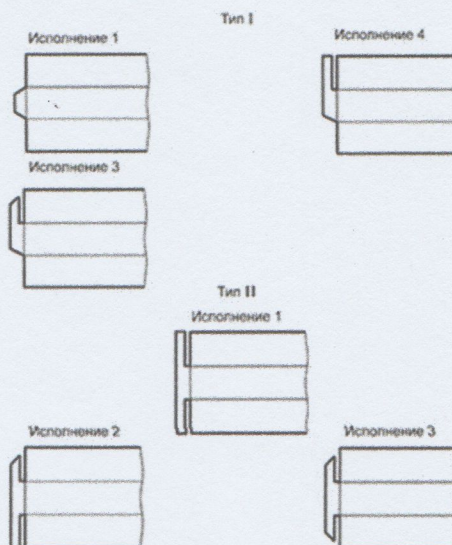 Тип I
Исполнение 1
Исполнение 4
Исполнение 3
Тип II
Исполнение 1
Исполнение 2
Исполнение 3